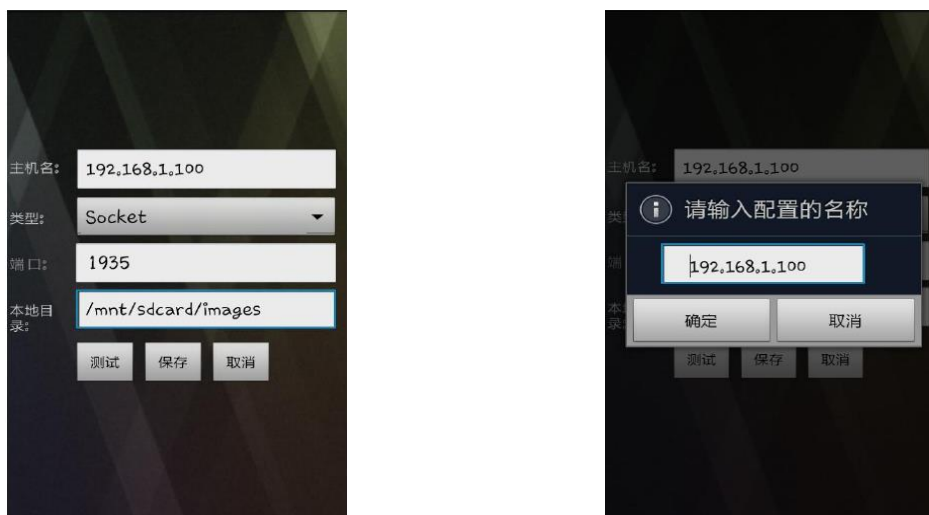 主机名:
192.168.1.100
类型:
Socket
端口:
1935
本地目
录:
/mnt/sdcard/images
测试 保存 取消
主机名:
192.168.1.100
请输入配置的名称
192.168.1.100
确定 取消
测试 保存 取消